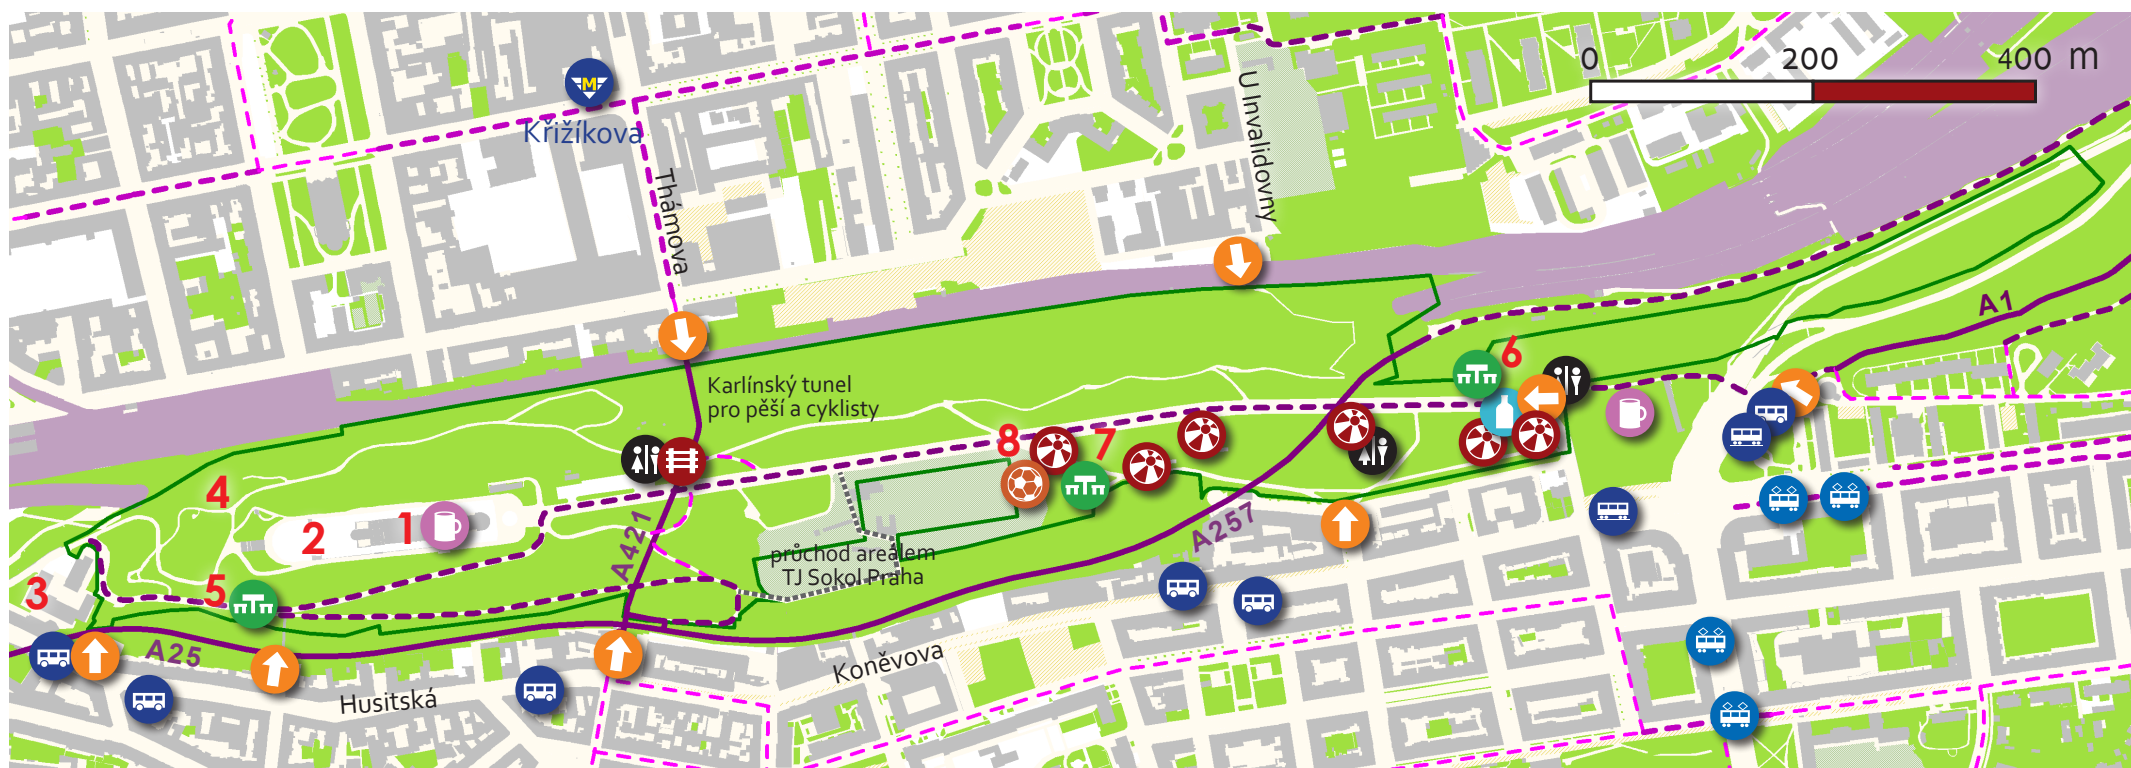 0 200 400 m
M
Křižíkova
U Invalidovny
Thámova
A1
6
Karlínský tunel
pro pěší a cyklisty
8
7
4
1
2
A421
A257
průchod areálem
TJ Sokol Praha
3
5
A25
Koněvova
Husitská